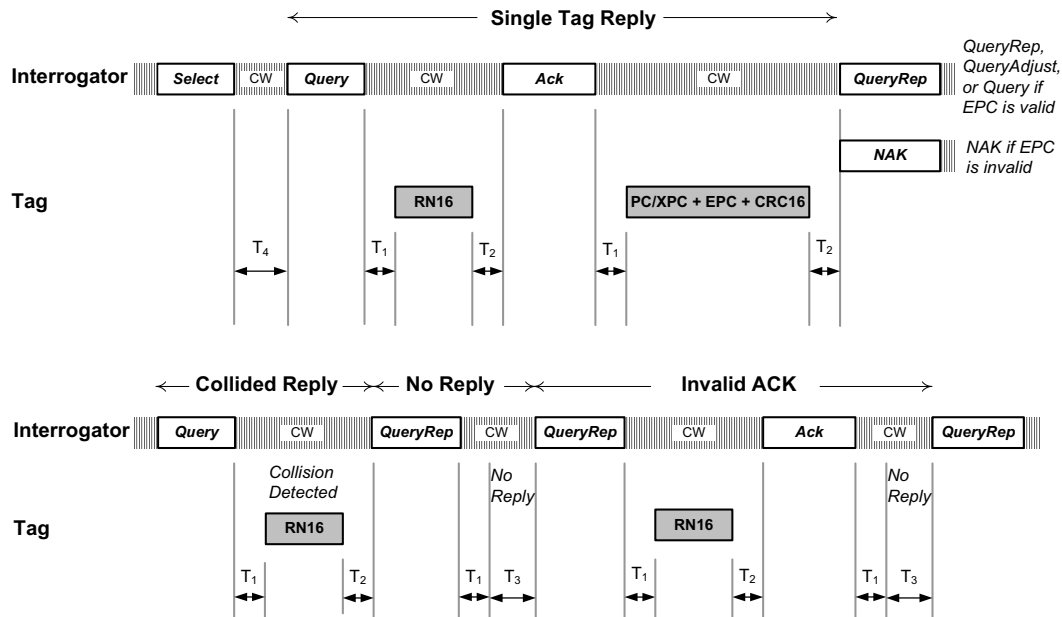 Single Tag Reply
Interrogator
Select
CW
Query
CW
Ack
CW
QueryRep
QueryRep,
QueryAdjust,
or Query if
EPC is valid
NAK
NAK if EPC
is invalid
Tag
RN16
PC/XPC + EPC + CRC16
T4
T1
T2
T1
T2
Collided Reply
No Reply
Invalid ACK
Interrogator
Query
CW
QueryRep
CW
QueryRep
CW
Ack
CW
QueryRep
Collision
Detected
No
Reply
No
Reply
Tag
RN16
RN16
T1
T2
T1
T3
T1
T2
T1
T3